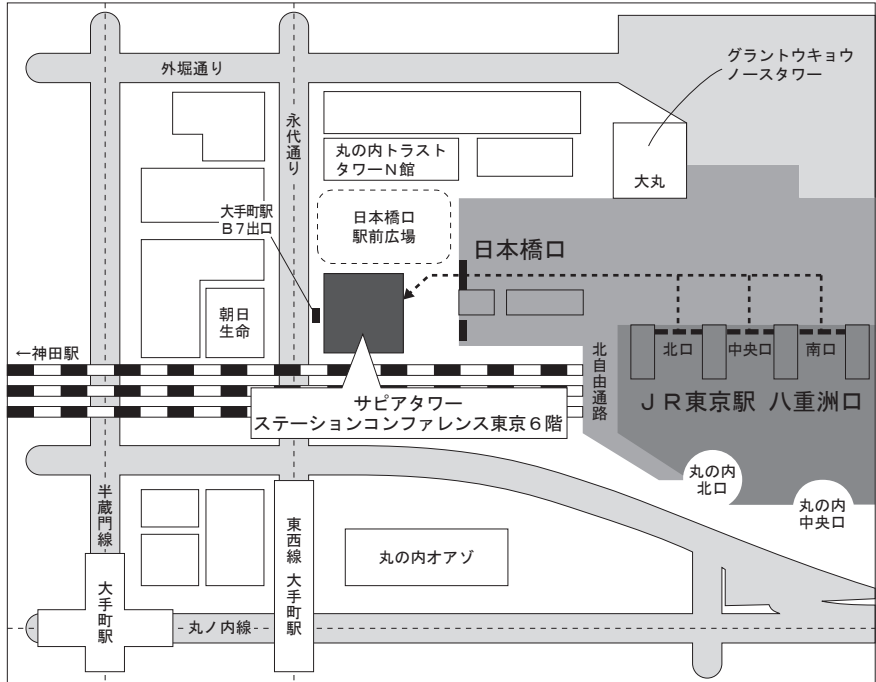 外堀通り
グラントウキョウ
ノースタワー
永代通り
丸の内トラスト
タワーN館
大丸
大手町駅
B7出口
日本橋口
駅前広場
日本橋口
朝日
生命
←神田駅
北自由通路
北口
中央口
南口
サピアタワー
ステーションコンファレンス東京6階
JR東京駅 八重洲口
丸の内
北口
丸の内
中央口
半蔵門線
東西線 大手町駅
丸の内オアゾ
大手町駅
丸ノ内線